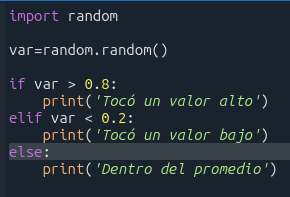 import random
var=random.random()
if var > 0.8:
    print('Tocó un valor alto')
elif var < 0.2:
    print('Tocó un valor bajo')
else:
    print('Dentro del promedio')